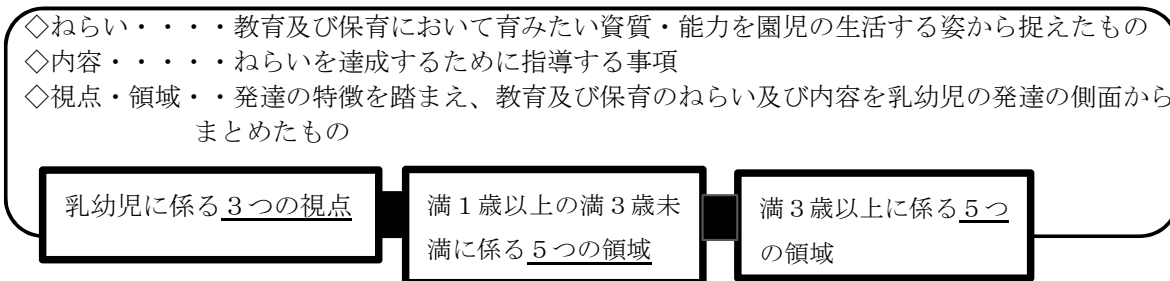 ◇ねらい・・・・教育及び保育において育みたい資質・能力を園児の生活する姿から捉えたもの
◇内容・・・・・ねらいを達成するために指導する事項
◇視点・領域・・発達の特徴を踏まえ、教育及び保育のねらい及び内容を乳幼児の発達の側面から
まとめたもの
乳幼児に係る３つの視点
満１歳以上の満３歳未
満に係る５つの領域
満３歳以上に係る５つ
の領域